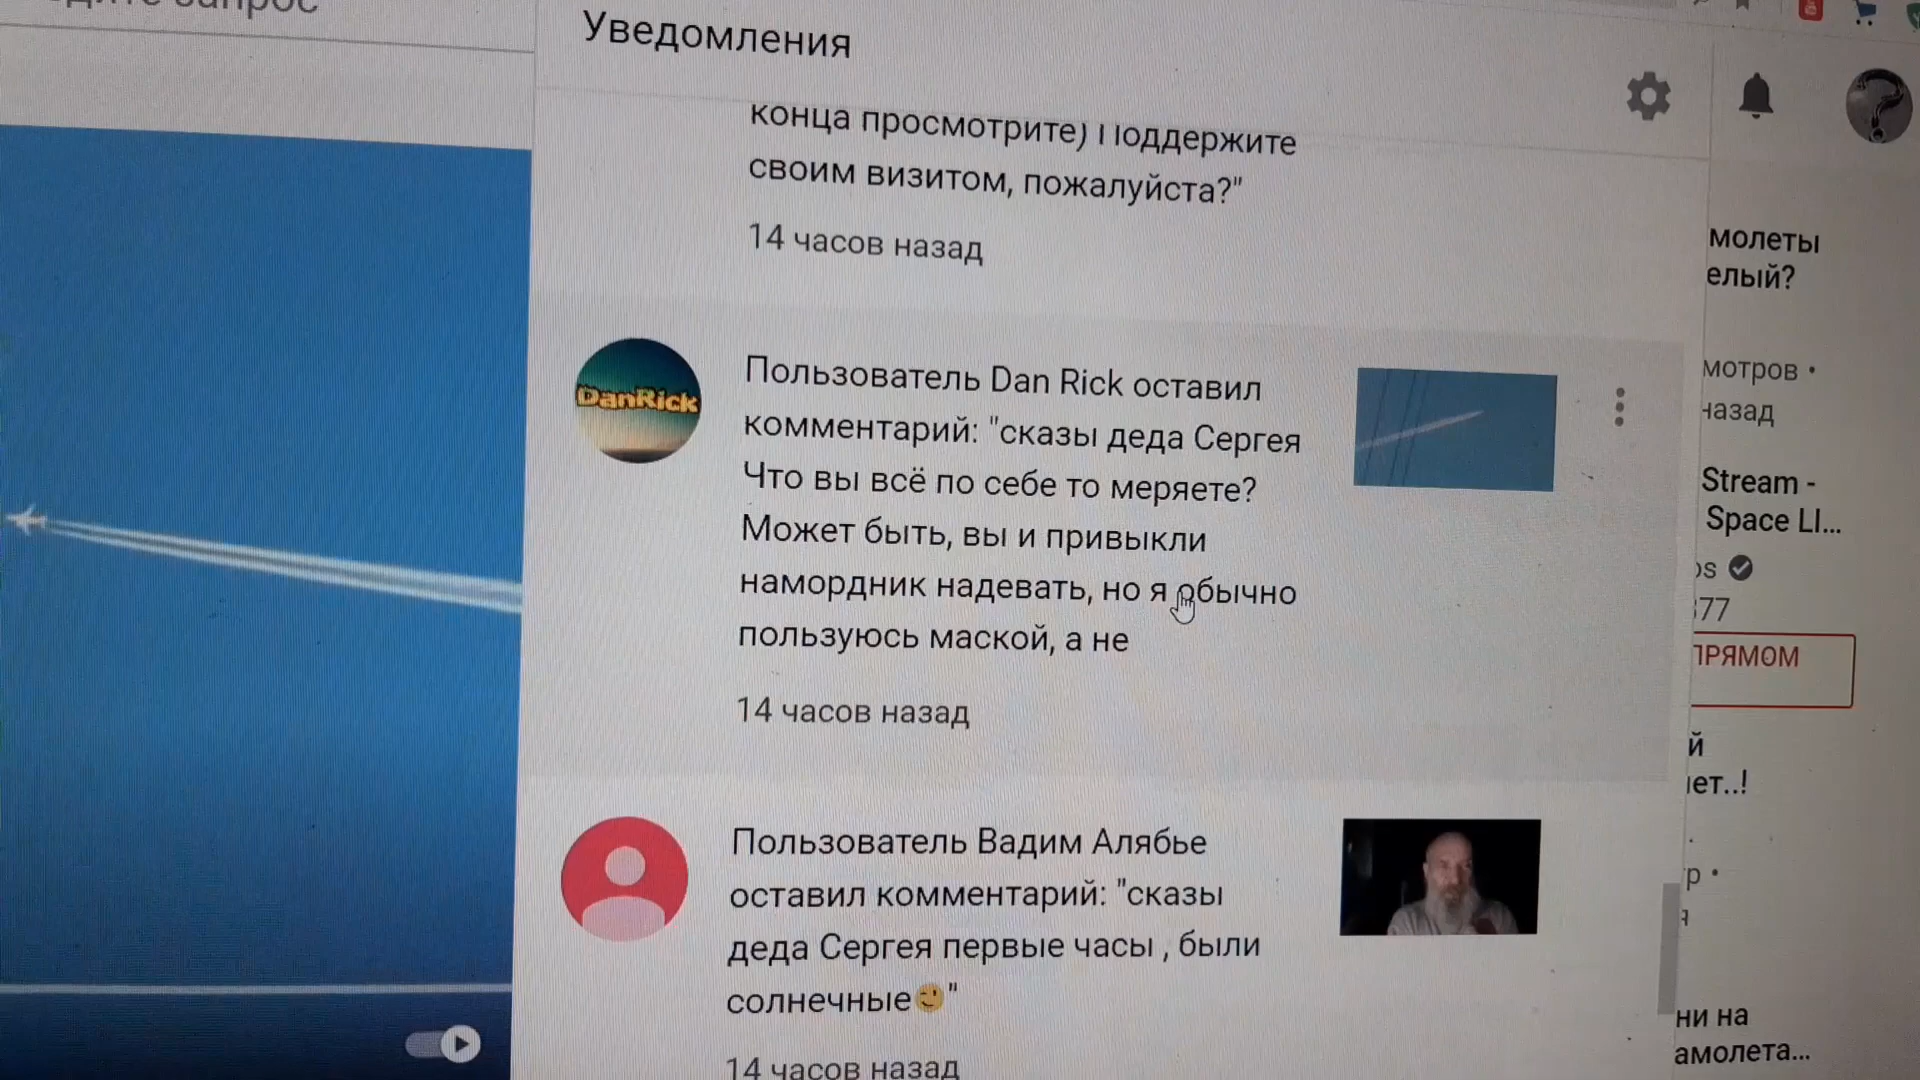 Уведомления
конца просмотрите) Поддержите
своим визитом, пожалуйста?"
14 часов назад
DanRick
Пользователь Dan Rick оставил
комментарий: "сказы деда Сергея
Что вы всё по себе то меряете?
Может быть, вы и привыкли
намордник надевать, но я обычно
пользуюсь маской, а не
14 часов назад
Пользователь Вадим Алябье
оставил комментарий: "сказы
деда Сергея первые часы , были
солнечные😉"
14 часов назад
молеты
елый?
мотров •
назад
Stream -
Space LI...
os
377
ПРЯМОМ
й
ет..!
р •
я
ни на
амолета...